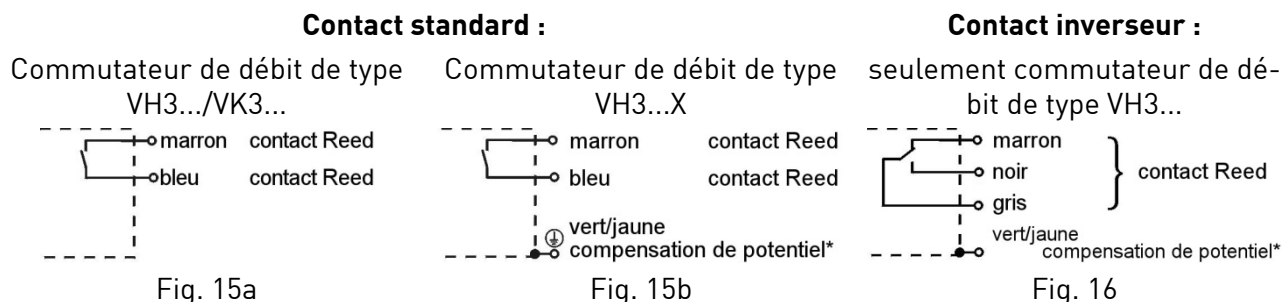 Contact standard :
Contact inverseur :
Commutateur de débit de type
VH3.../VK3...
marron contact Reed
bleu contact Reed
Fig. 15a
Commutateur de débit de type
VH3...X
marron contact Reed
bleu contact Reed
vert/jaune
compensation de potentiel*
Fig. 15b
seulement commutateur de dé-
bit de type VH3...
marron
noir
contact Reed
gris
vert/jaune
compensation de potentiel*
Fig. 16